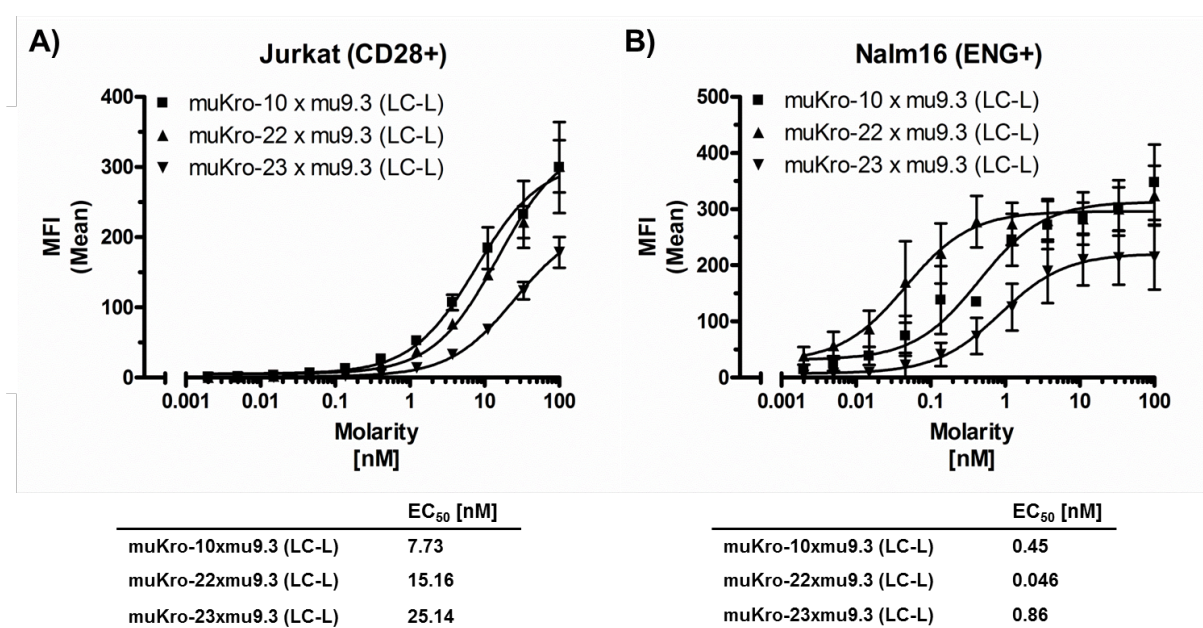 A)
Jurkat (CD28+)
muKro-10 x mu9.3 (LC-L)
muKro-22 x mu9.3 (LC-L)
muKro-23 x mu9.3 (LC-L)
400
300
200
100
0
MFI
(Mean)
0.001 0.01 0.1 1 10 100
Molarity
[nM]
EC₅₀ [nM]
muKro-10xmu9.3 (LC-L) 7.73
muKro-22xmu9.3 (LC-L) 15.16
muKro-23xmu9.3 (LC-L) 25.14
B)
Nalm16 (ENG+)
muKro-10 x mu9.3 (LC-L)
muKro-22 x mu9.3 (LC-L)
muKro-23 x mu9.3 (LC-L)
500
400
300
200
100
0
MFI
(Mean)
0.001 0.01 0.1 1 10 100
Molarity
[nM]
EC₅₀ [nM]
muKro-10xmu9.3 (LC-L) 0.45
muKro-22xmu9.3 (LC-L) 0.046
muKro-23xmu9.3 (LC-L) 0.86